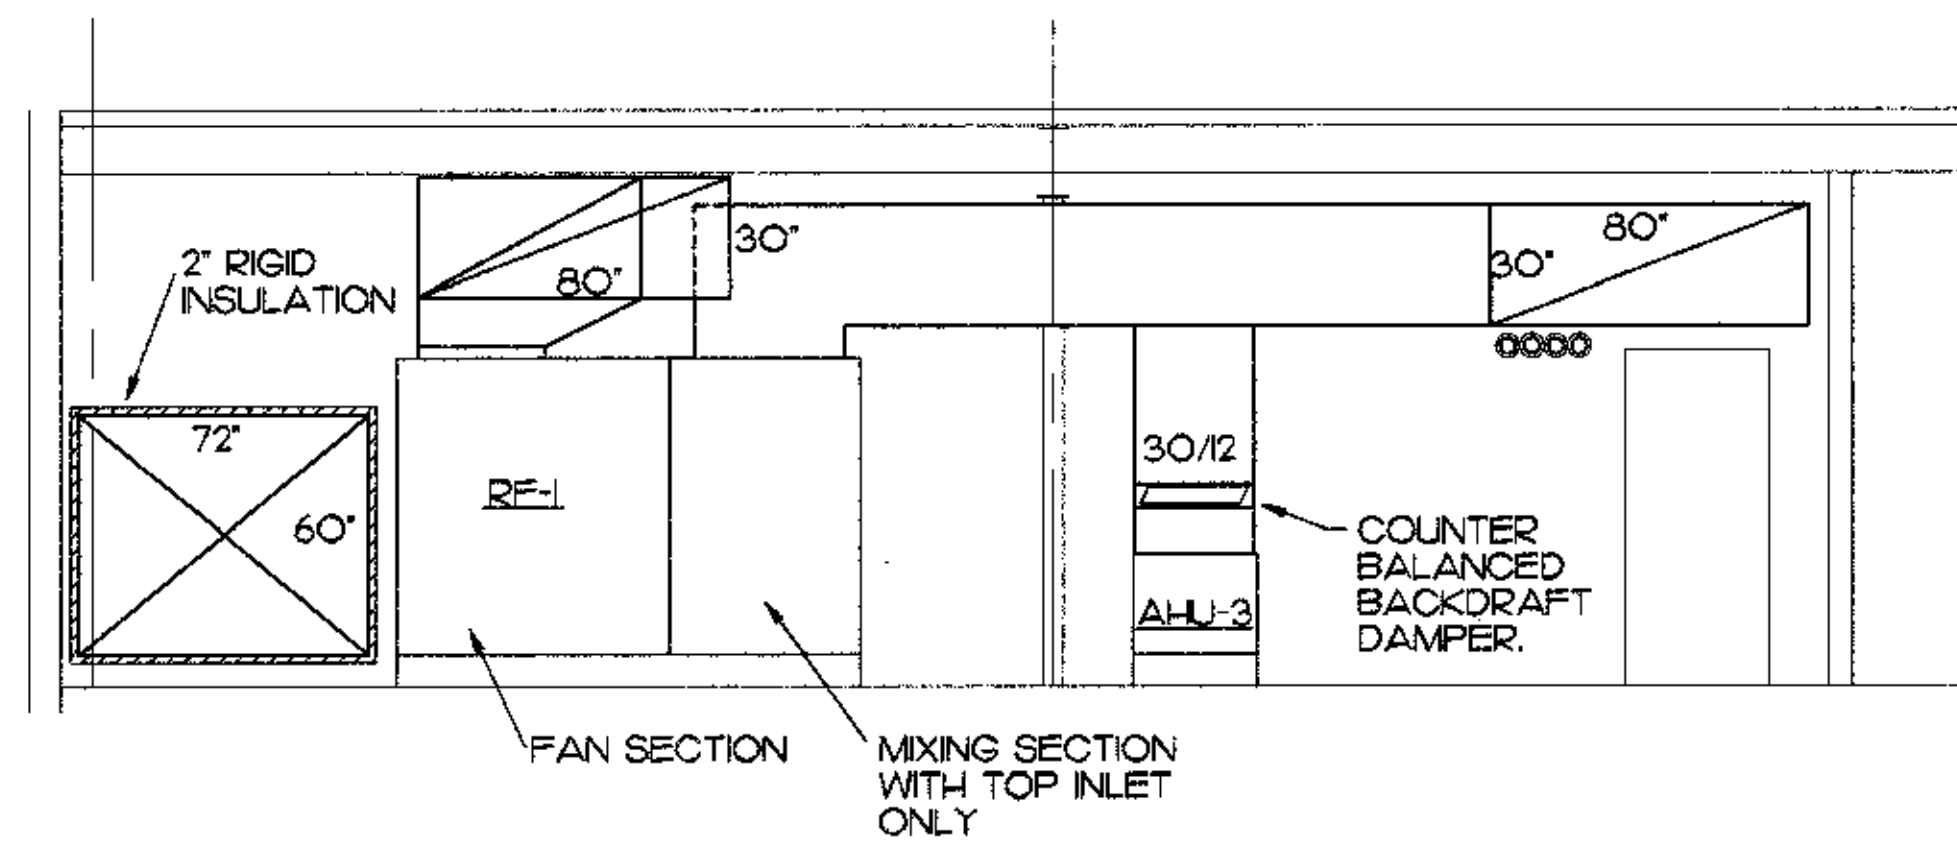 2" RIGID
INSULATION
80"
30"
80"
30"
72"
60"
RF-1
30/12
COUNTER
BALANCED
BACKDRAFT
DAMPER.
AHU-3
FAN SECTION
MIXING SECTION
WITH TOP INLET
ONLY